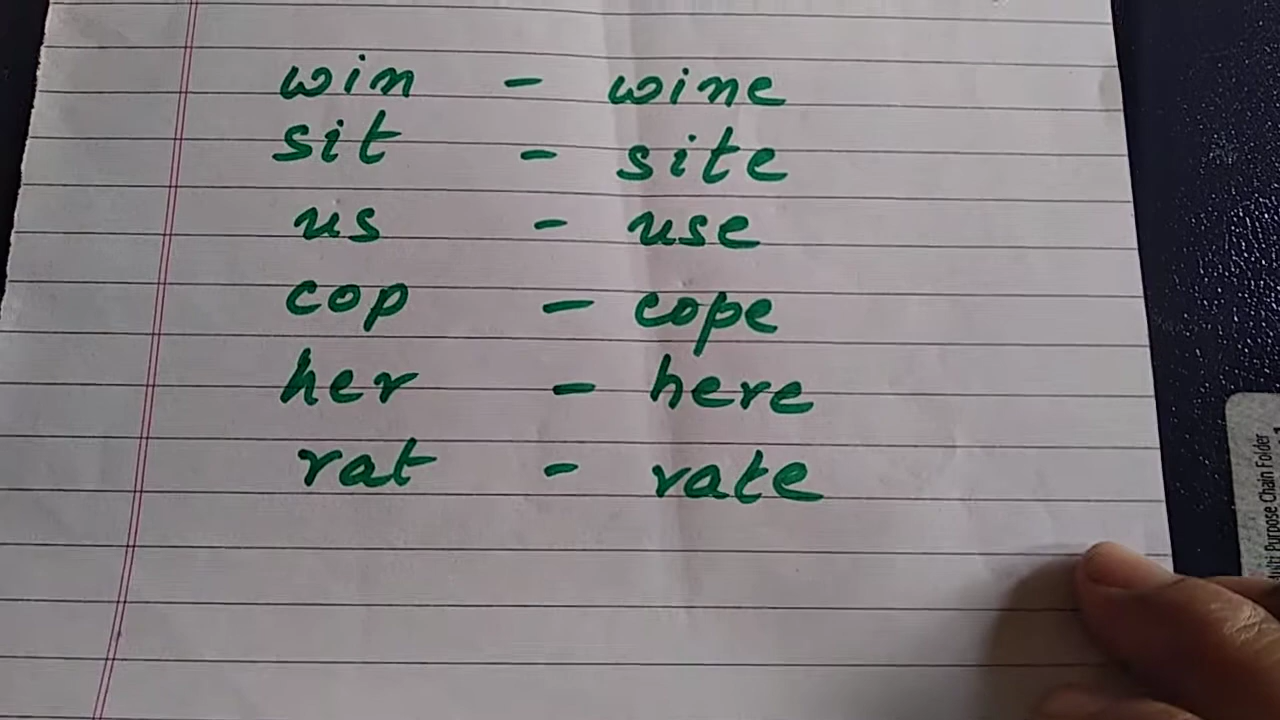 win - wine
sit - site
us - use
cop - cope
her - here
rat - rate
Purpose Chain Folder